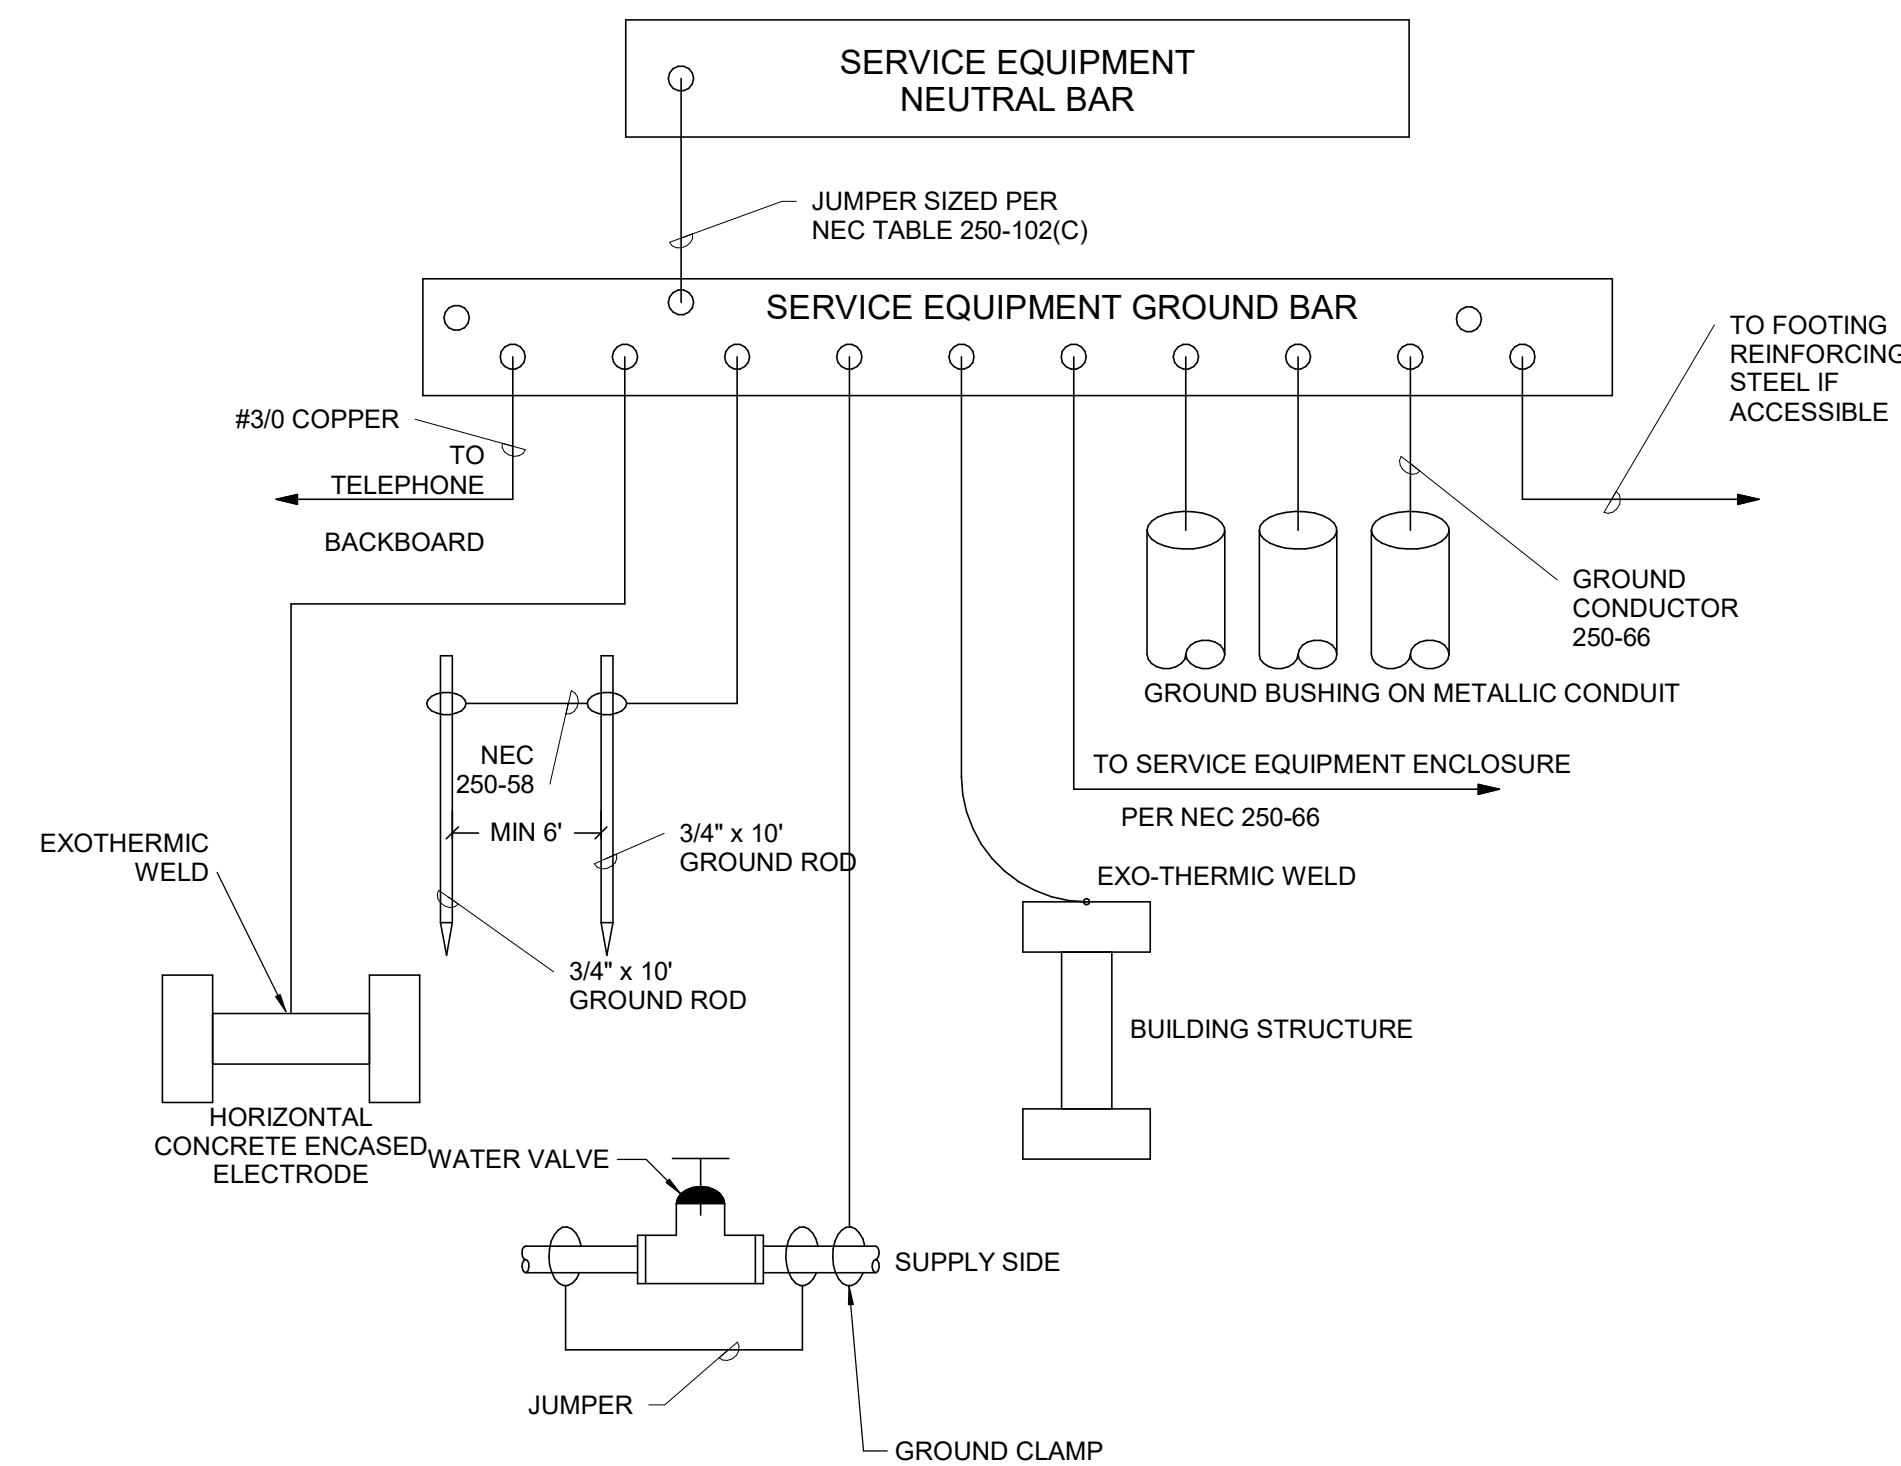 SERVICE EQUIPMENT
NEUTRAL BAR
JUMPER SIZED PER
NEC TABLE 250-102(C)
SERVICE EQUIPMENT GROUND BAR
TO FOOTING
REINFORCING
STEEL IF
ACCESSIBLE
#3/0 COPPER
TO
TELEPHONE
BACKBOARD
GROUND
CONDUCTOR
250-66
GROUND BUSHING ON METALLIC CONDUIT
NEC
250-58
TO SERVICE EQUIPMENT ENCLOSURE
PER NEC 250-66
MIN 6'
3/4" x 10'
GROUND ROD
EXOTHERMIC
WELD
EXO-THERMIC WELD
3/4" x 10'
GROUND ROD
BUILDING STRUCTURE
HORIZONTAL
CONCRETE ENCASED
ELECTRODE
WATER VALVE
SUPPLY SIDE
JUMPER
GROUND CLAMP